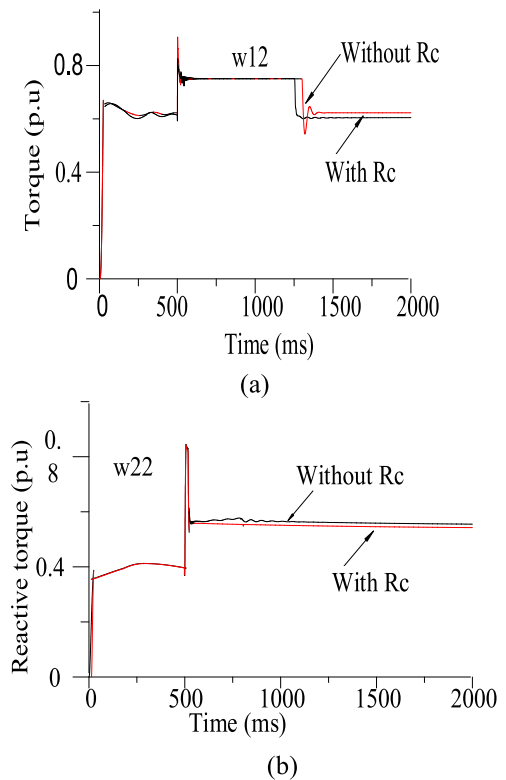 Torque (p.u)
0.8
0.4
0
w12
Without Rc
With Rc
0 500 1000 1500 2000
Time (ms)
(a)
Reactive torque (p.u)
0.
8
0.4
0
w22
Without Rc
With Rc
0 500 1000 1500 2000
Time (ms)
(b)